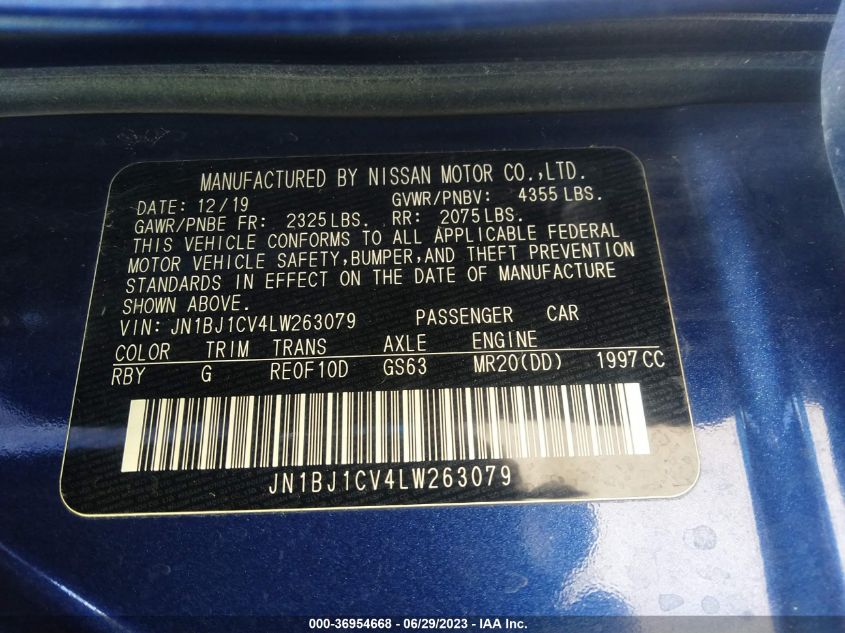 MANUFACTURED BY NISSAN MOTOR CO.,LTD.
DATE: 12/19 GVWR/PNBV: 4355 LBS.
GAWR/PNBE FR: 2325LBS. RR: 2075LBS.
THIS VEHICLE CONFORMS TO ALL APPLICABLE FEDERAL
MOTOR VEHICLE SAFETY,BUMPER,AND THEFT PREVENTION
STANDARDS IN EFFECT ON THE DATE OF MANUFACTURE
SHOWN ABOVE.
VIN: JN1BJ1CV4LW263079 PASSENGER CAR
COLOR TRIM TRANS AXLE ENGINE
RBY G RE0F10D GS63 MR20(DD) 1997CC
JN1BJ1CV4LW263079
000-36954668 - 06/29/2023 - IAA Inc.